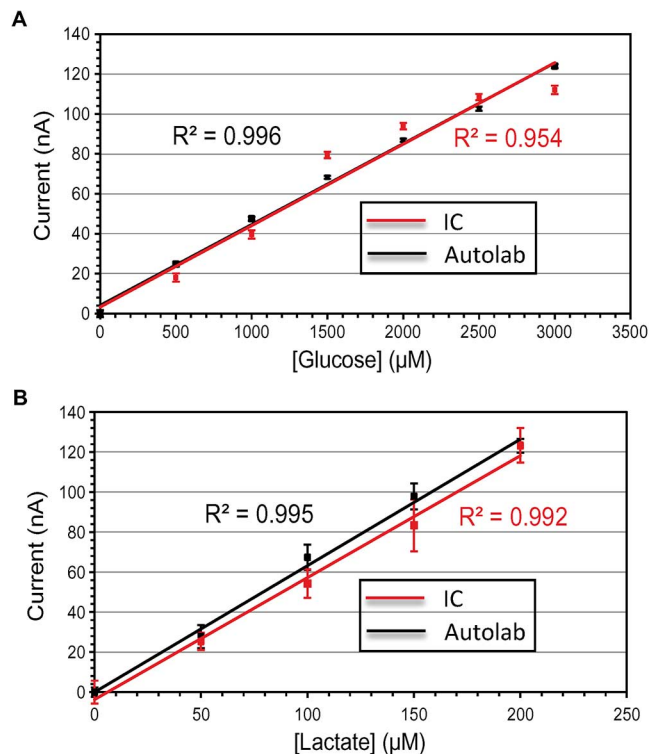 A
140
120
100
80
60
40
20
0
Current (nA)
R² = 0.996
R² = 0.954
IC
Autolab
0 500 1000 1500 2000 2500 3000 3500
[Glucose] (µM)
B
140
120
100
80
60
40
20
0
Current (nA)
R² = 0.995
R² = 0.992
IC
Autolab
0 50 100 150 200 250
[Lactate] (µM)